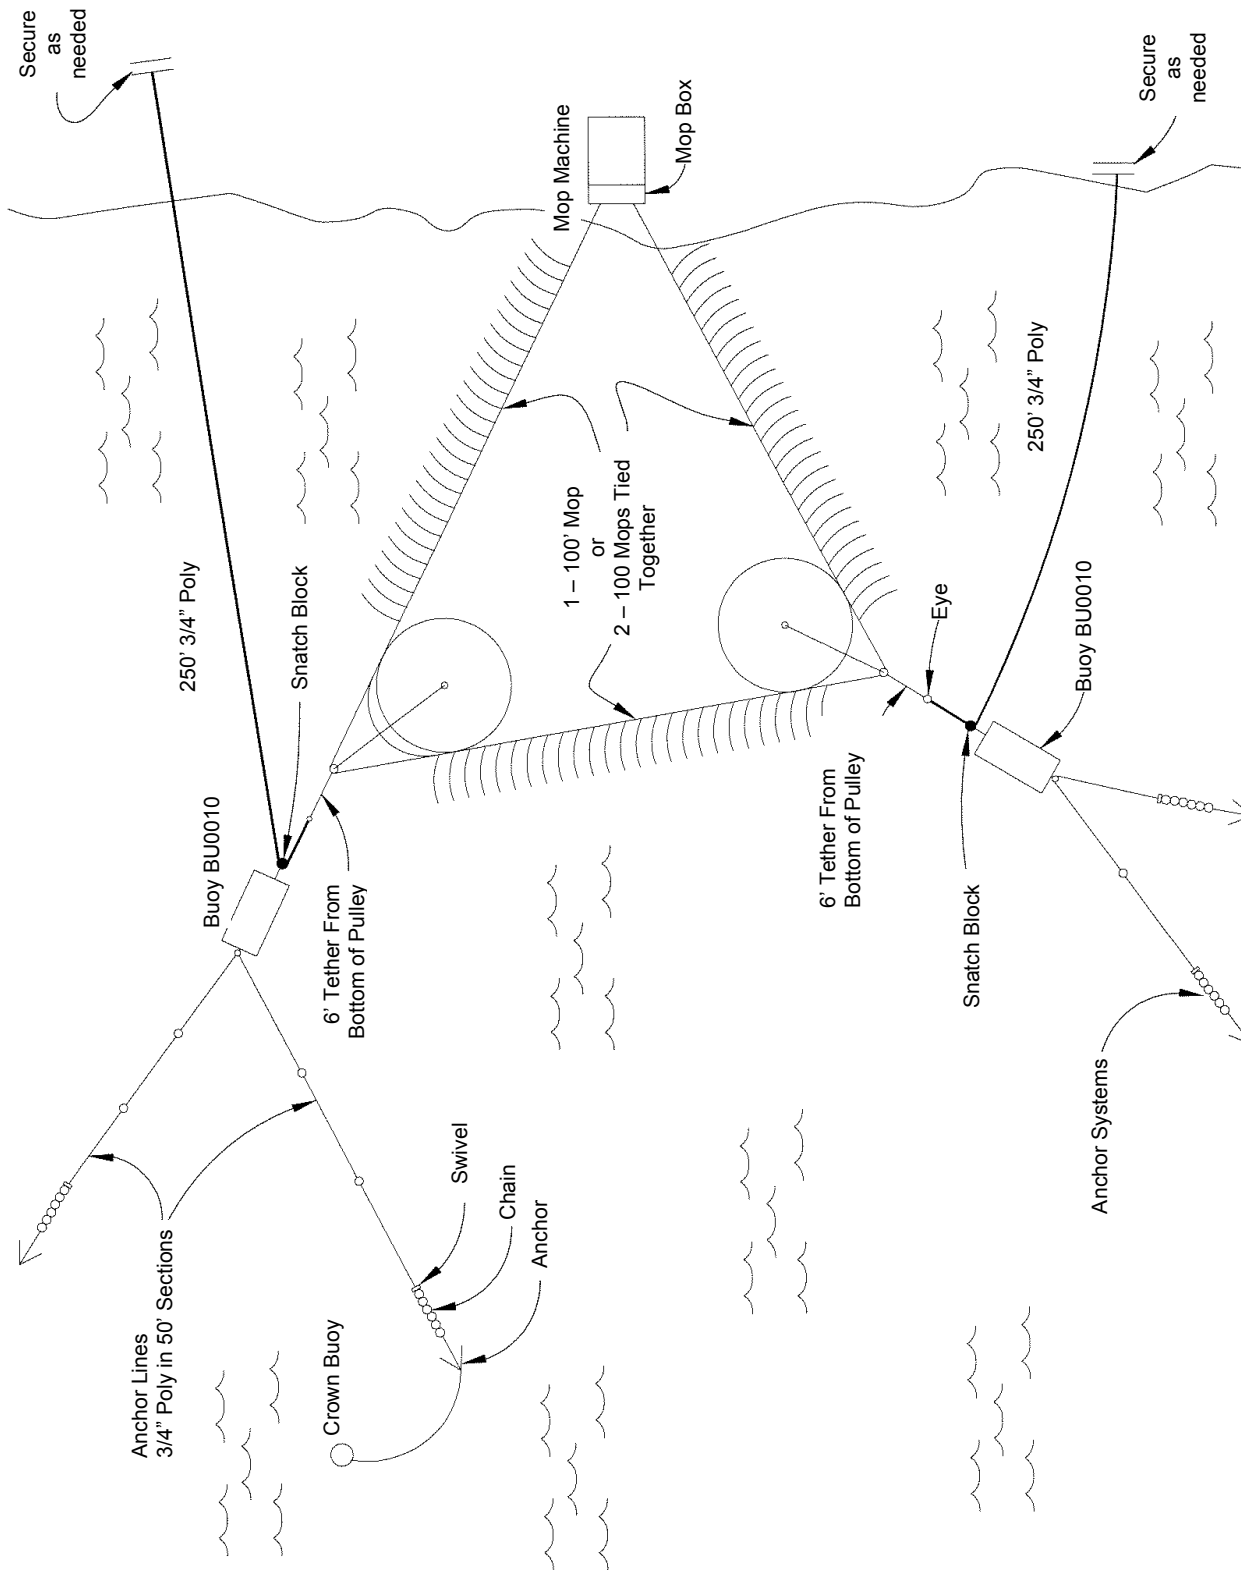 Secure
as
needed
Secure
as
needed
Mop Machine
Mop Box
250' 3/4" Poly
250' 3/4" Poly
Snatch Block
1 – 100' Mop
or
2 – 100 Mops Tied
Together
Eye
Buoy BU0010
Buoy BU0010
6' Tether From
Bottom of Pulley
6' Tether From
Bottom of Pulley
Snatch Block
Anchor Lines
3/4" Poly in 50' Sections
Swivel
Chain
Anchor
Crown Buoy
Anchor Systems